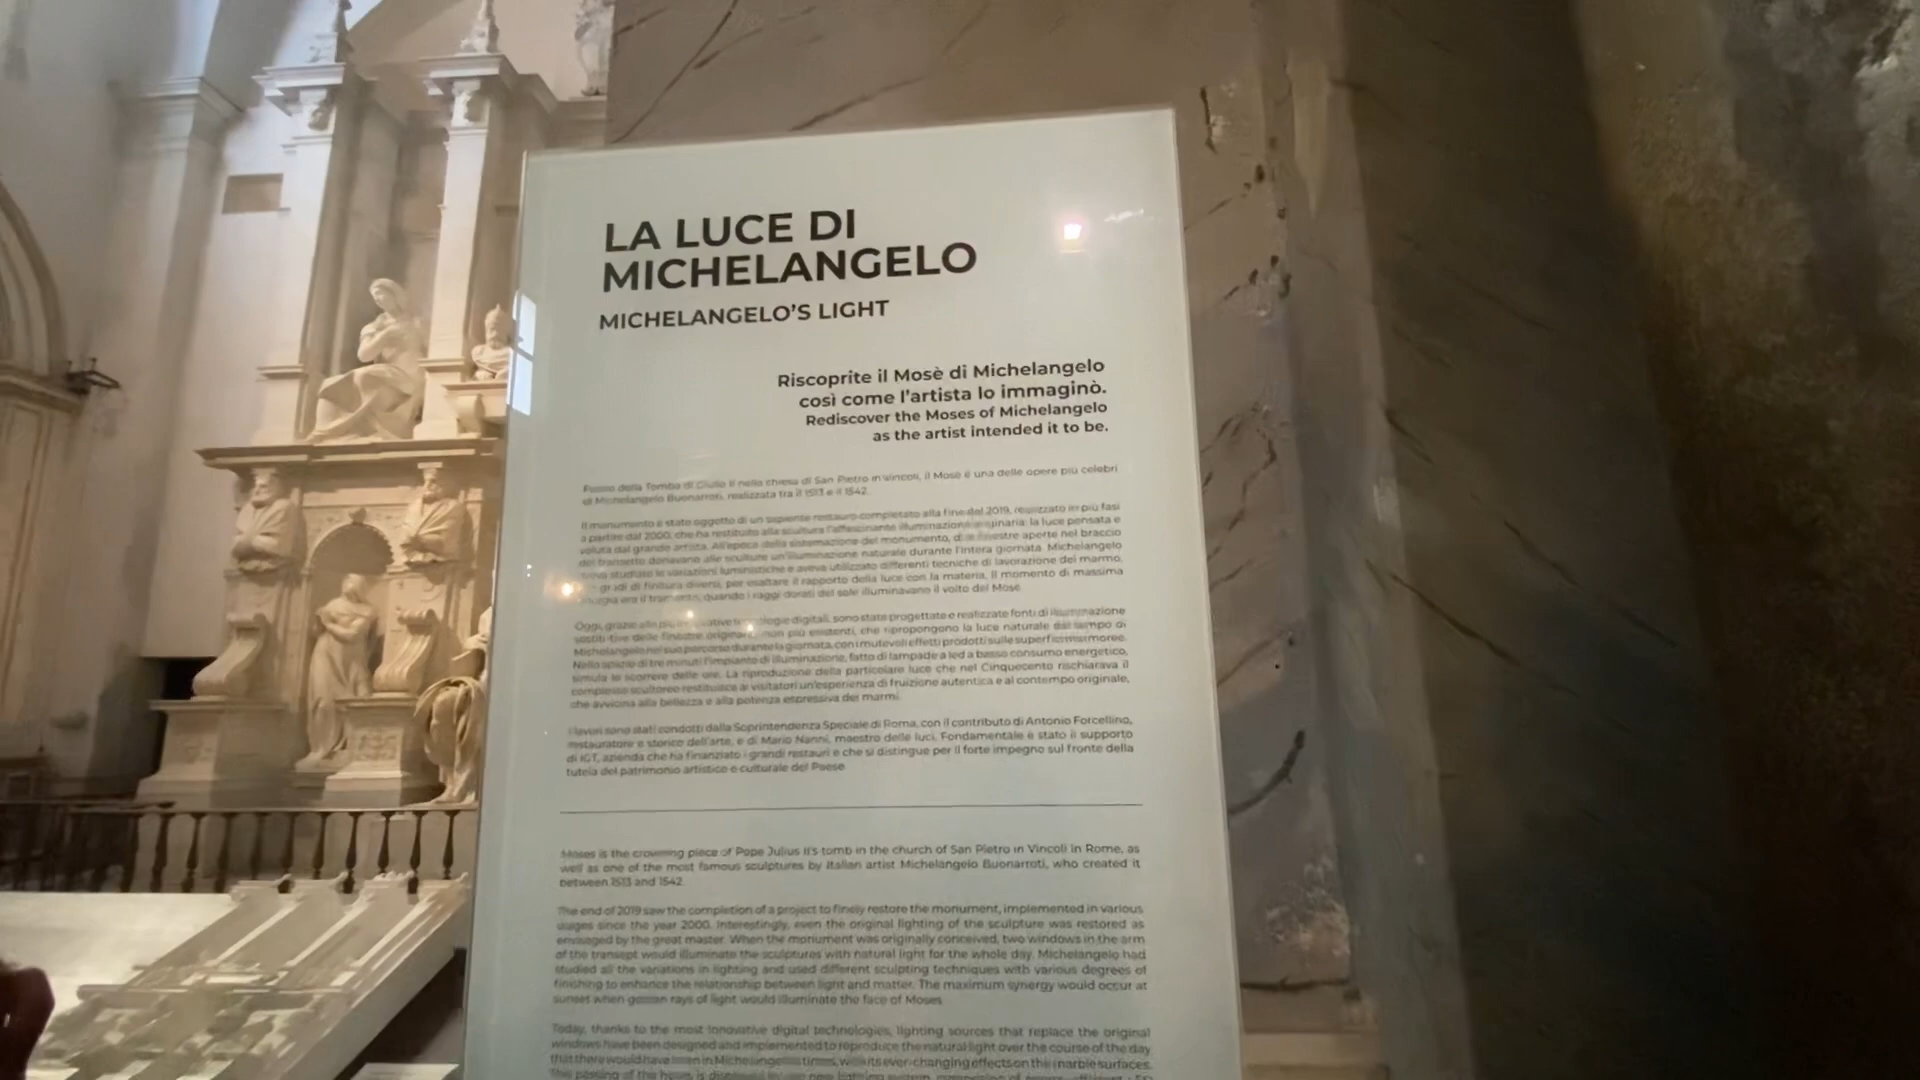 LA LUCE DI
MICHELANGELO
MICHELANGELO'S LIGHT
Riscoprite il Mosè di Michelangelo
così come l'artista lo immaginò.
Rediscover the Moses of Michelangelo
as the artist intended it to be.
della Tomba di Giulio II nella chiesa di San Pietro in Vincoli, il Mosè è una delle opere più celebri
di Michelangelo Buonarroti, realizzata tra il 1513 e il 1542.
Il monumento è stato oggetto di un sapiente restauro completato alla fine del 2019, realizzato in più fasi
a partire dal 2000, che ha restituito alla scultura l'affascinante illuminazione la luce pensata e
voluta dal grande artista. All'epoca della sistemazione del monumento, finestre aperte nel braccio
del transetto donavano alle sculture un'illuminazione naturale durante l'intera giornata. Michelangelo
studiato le variazioni luministiche e aveva utilizzato differenti tecniche di lavorazione del marmo,
gradi di finitura diversi, per esaltare il rapporto della luce con la materia. Il momento di massima
era il tramonto, quando i raggi dorati del sole illuminavano il volto del Mosè.
Oggi, grazie alle digitali, sono state progettate e realizzate fonti di illuminazione
delle finestre non più esistenti, che ripropongono la luce naturale del tempo di
Michelangelo nel suo percorso durante la giornata, con i mutevoli effetti prodotti sulle superfici marmoree.
Nello spazio di tre minuti l'impianto di illuminazione, fatto di lampade a led a basso consumo energetico,
simula lo scorrere delle ore. La riproduzione della particolare luce che nel Cinquecento rischiarava il
complesso scultoreo restituisce ai visitatori un'esperienza di fruizione autentica e al contempo originale,
che avvicina alla bellezza e alla potenza espressiva dei marmi.
I lavori sono stati condotti dalla Soprintendenza Speciale di Roma, con il contributo di Antonio Forcellino,
restauratore e storico dell'arte, e di Mario Nanni, maestro delle luci. Fondamentale è stato il supporto
di IGT, azienda che ha finanziato i grandi restauri e che si distingue per il forte impegno sul fronte della
tutela del patrimonio artistico e culturale del Paese.
Moses is the crowning piece of Pope Julius II's tomb in the church of San Pietro in Vincoli in Rome, as
well as one of the most famous sculptures by Italian artist Michelangelo Buonarroti, who created it
between 1513 and 1542.
The end of 2019 saw the completion of a project to finely restore the monument, implemented in various
stages since the year 2000. Interestingly, even the original lighting of the sculpture was restored as
envisaged by the great master. When the monument was originally conceived, two windows in the arm
of the transept would illuminate the sculptures with natural light for the whole day. Michelangelo had
studied all the variations in lighting and used different sculpting techniques with various degrees of
finishing to enhance the relationship between light and matter. The maximum synergy would occur at
sunset when golden rays of light would illuminate the face of Moses.
Today, thanks to the most innovative digital technologies, lighting sources that replace the original
windows have been designed and implemented to reproduce the natural light over the course of the day
that there would have been in Michelangelo's times, with its ever-changing effects on the marble surfaces.
The passing of the hours is